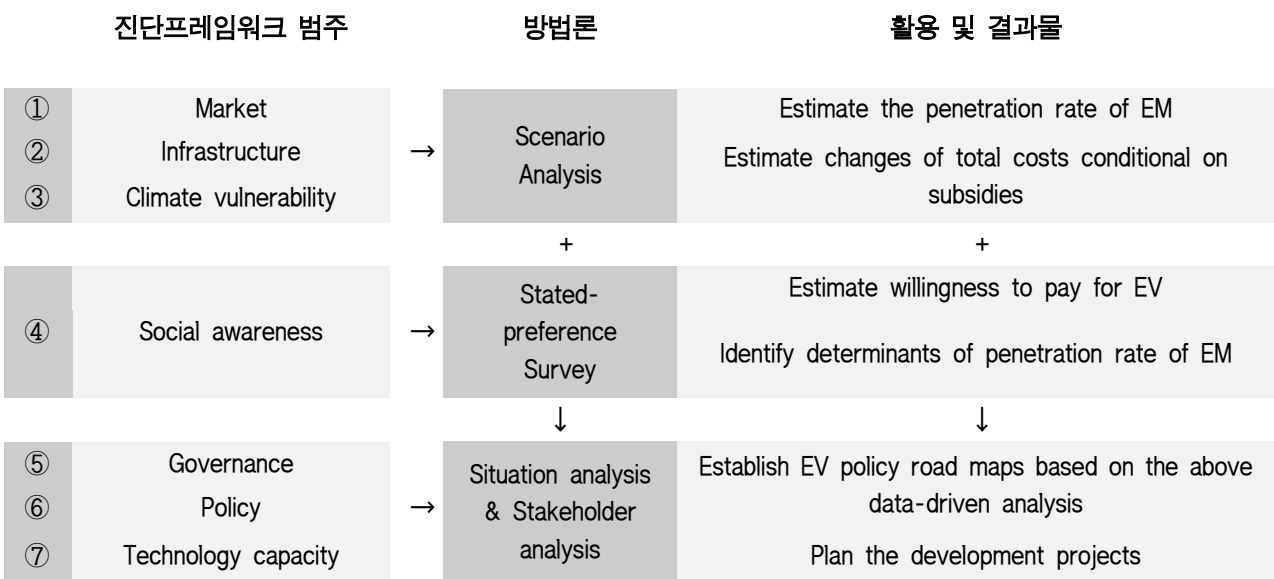 진단프레임워크 범주
방법론
활용 및 결과물
① Market
② Infrastructure
③ Climate vulnerability
→
Scenario
Analysis
Estimate the penetration rate of EM
Estimate changes of total costs conditional on
subsidies
+
+
④ Social awareness
→
Stated-
preference
Survey
Estimate willingness to pay for EV
Identify determinants of penetration rate of EM
↓
↓
⑤ Governance
⑥ Policy
⑦ Technology capacity
→
Situation analysis
& Stakeholder
analysis
Establish EV policy road maps based on the above
data-driven analysis
Plan the development projects